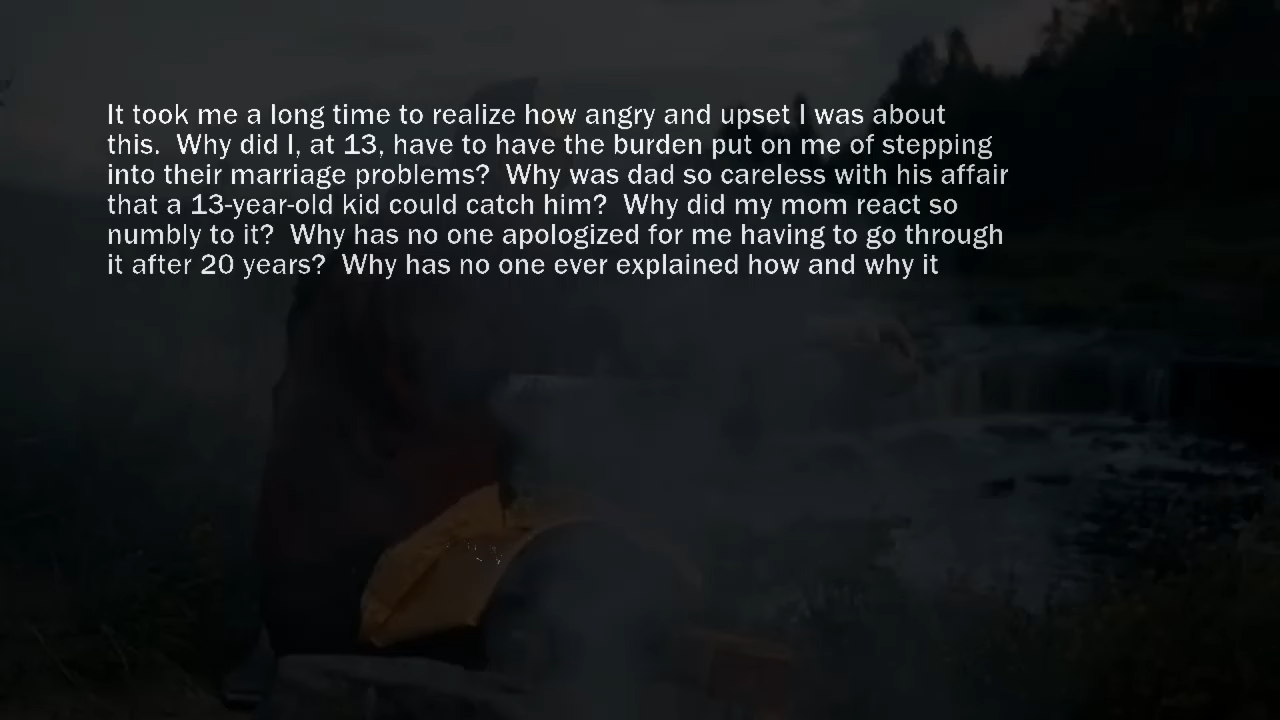 It took me a long time to realize how angry and upset I was about
this.  Why did I, at 13, have to have the burden put on me of stepping
into their marriage problems?  Why was dad so careless with his affair
that a 13-year-old kid could catch him?  Why did my mom react so
numbly to it?  Why has no one apologized for me having to go through
it after 20 years?  Why has no one ever explained how and why it